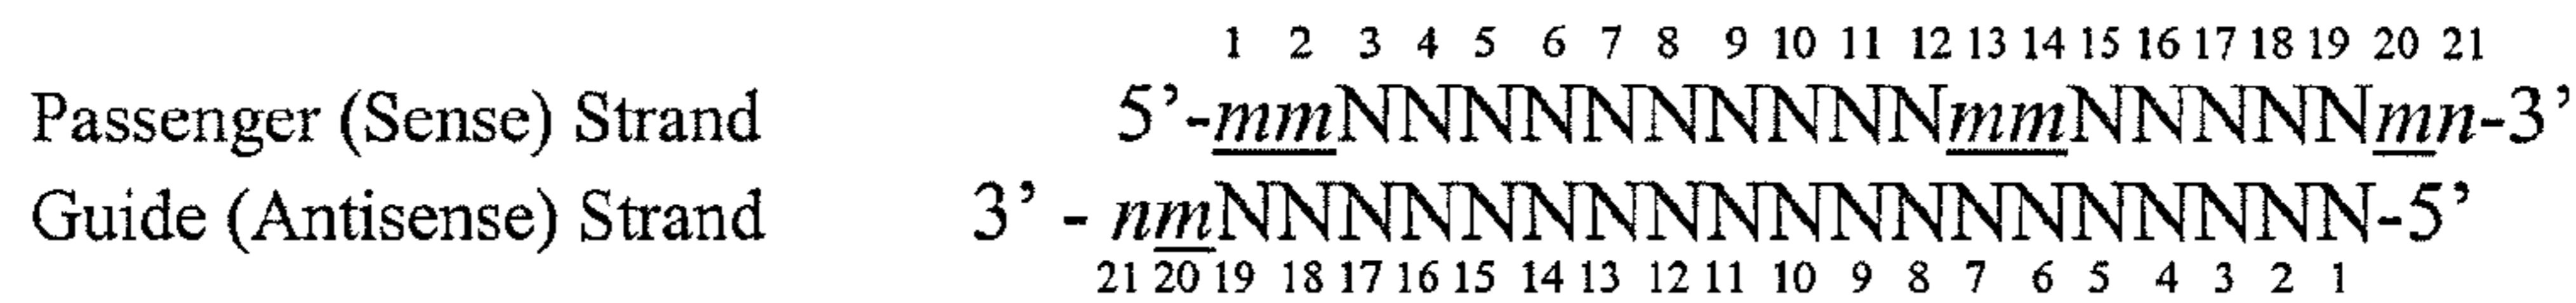 1 2 3 4 5 6 7 8 9 10 11 12 13 14 15 16 17 18 19 20 21
Passenger (Sense) Strand 5’-mmNNNNNNNNNNmmNNNNNmn-3’
Guide (Antisense) Strand 3’ - nmNNNNNNNNNNNNNNNNNNN-5’
21 20 19 18 17 16 15 14 13 12 11 10 9 8 7 6 5 4 3 2 1